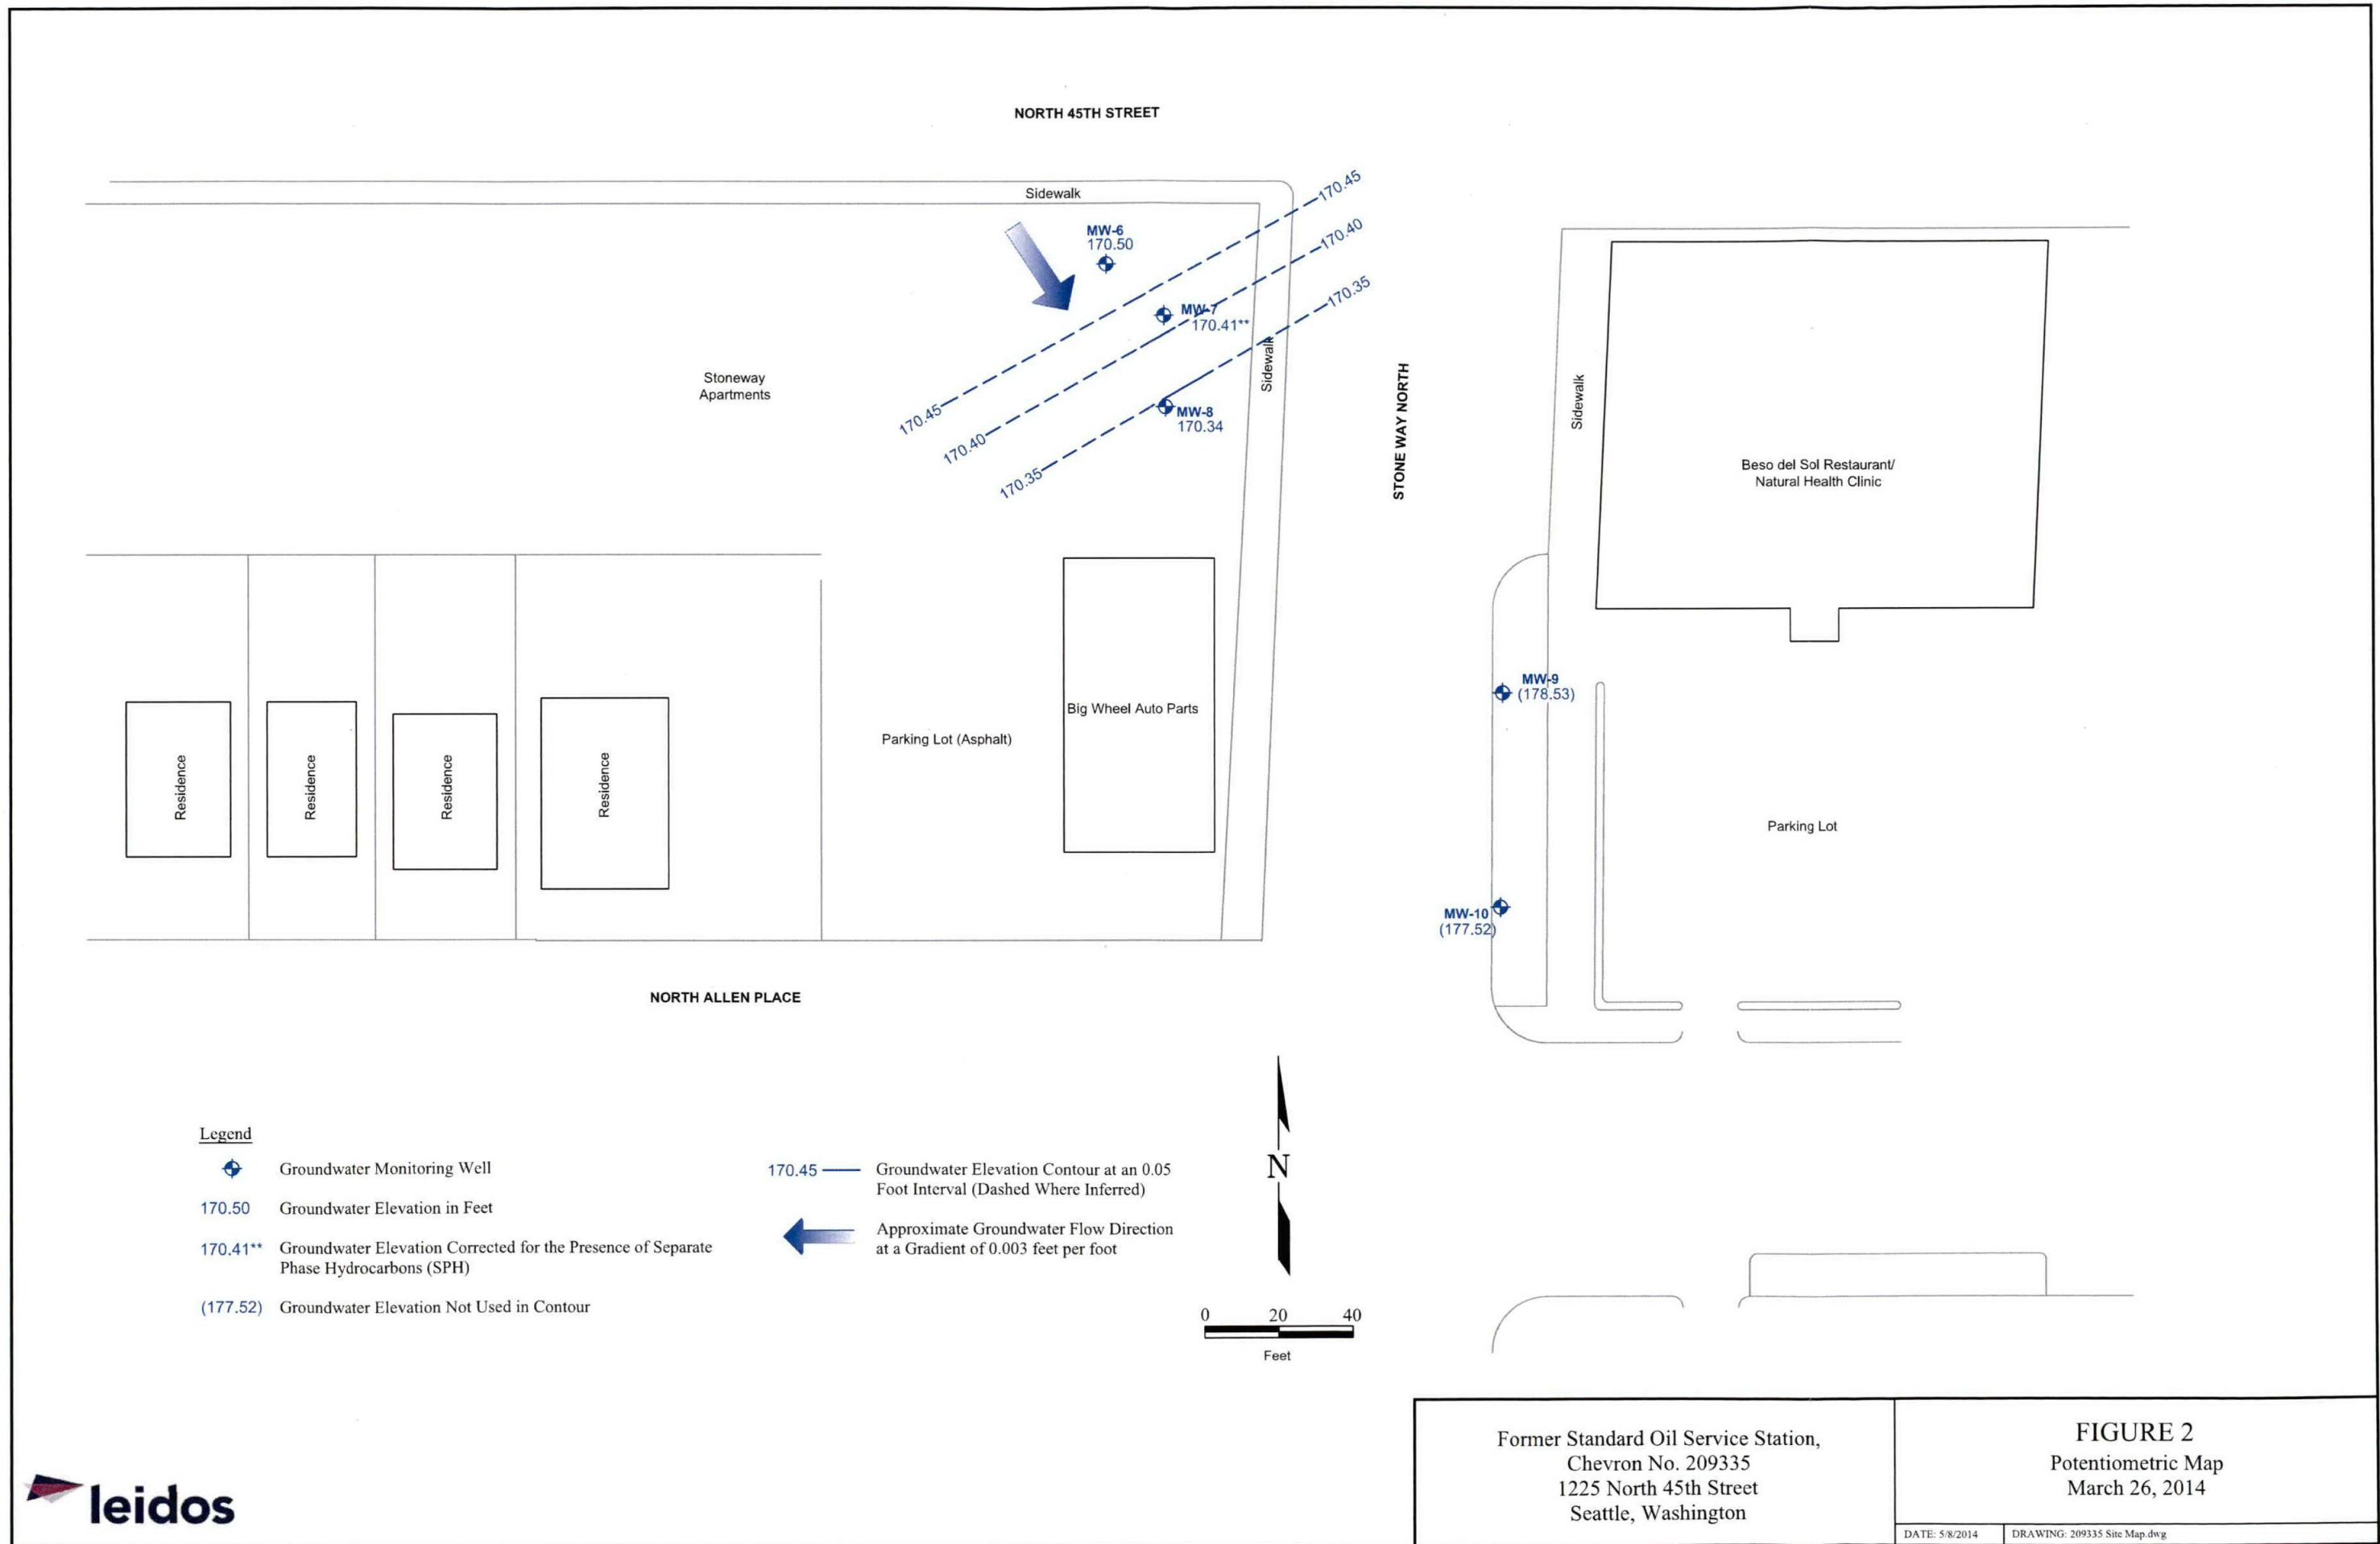 NORTH 45TH STREET
Sidewalk
170.45
MW-6
170.50
170.40
170.35
MW-7
170.41**
Sidewalk
Stoneway
Apartments
170.45
170.40
170.35
MW-8
170.34
STONE WAY NORTH
Sidewalk
Beso del Sol Restaurant/
Natural Health Clinic
MW-9
(178.53)
Big Wheel Auto Parts
Parking Lot (Asphalt)
Residence
Residence
Residence
Residence
Parking Lot
MW-10
(177.52)
NORTH ALLEN PLACE
Legend
Groundwater Monitoring Well
170.50 Groundwater Elevation in Feet
170.41** Groundwater Elevation Corrected for the Presence of Separate
Phase Hydrocarbons (SPH)
(177.52) Groundwater Elevation Not Used in Contour
170.45 Groundwater Elevation Contour at an 0.05
Foot Interval (Dashed Where Inferred)
Approximate Groundwater Flow Direction
at a Gradient of 0.003 feet per foot
N
0 20 40
Feet
leidos
Former Standard Oil Service Station,
Chevron No. 209335
1225 North 45th Street
Seattle, Washington
FIGURE 2
Potentiometric Map
March 26, 2014
DATE: 5/8/2014
DRAWING: 209335 Site Map.dwg